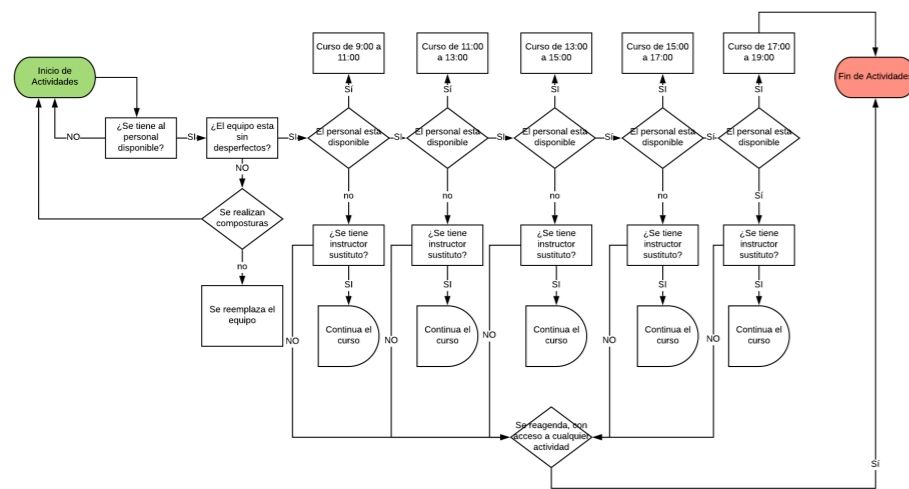 Curso de 9:00 a
11:00
Curso de 11:00
a 13:00
Curso de 13:00
a 15:00
Curso de 15:00
a 17:00
Curso de 17:00
a 19:00
Inicio de
Actividades
Fin de Actividades
Sí
SI
SI
SI
SI
NO
¿Se tiene al
personal
disponible?
SI
¿El equipo esta
sin
desperfectos?
SI
El personal esta
disponible
Sí
El personal esta
disponible
SI
El personal esta
disponible
Sí
El personal esta
disponible
Sí
El personal esta
disponible
NO
no
no
no
no
Sí
Se realizan
composturas
¿Se tiene
instructor
sustituto?
¿Se tiene
instructor
sustituto?
¿Se tiene
instructor
sustituto?
¿Se tiene
instructor
sustituto?
¿Se tiene
instructor
sustituto?
no
SI
SI
SI
SI
SI
Se reemplaza el
equipo
Continua el
curso
Continua el
curso
Continua el
curso
Continua el
curso
Continua el
curso
NO
NO
NO
NO
NO
Se reagenda, con
acceso a cualquier
actividad
Sí